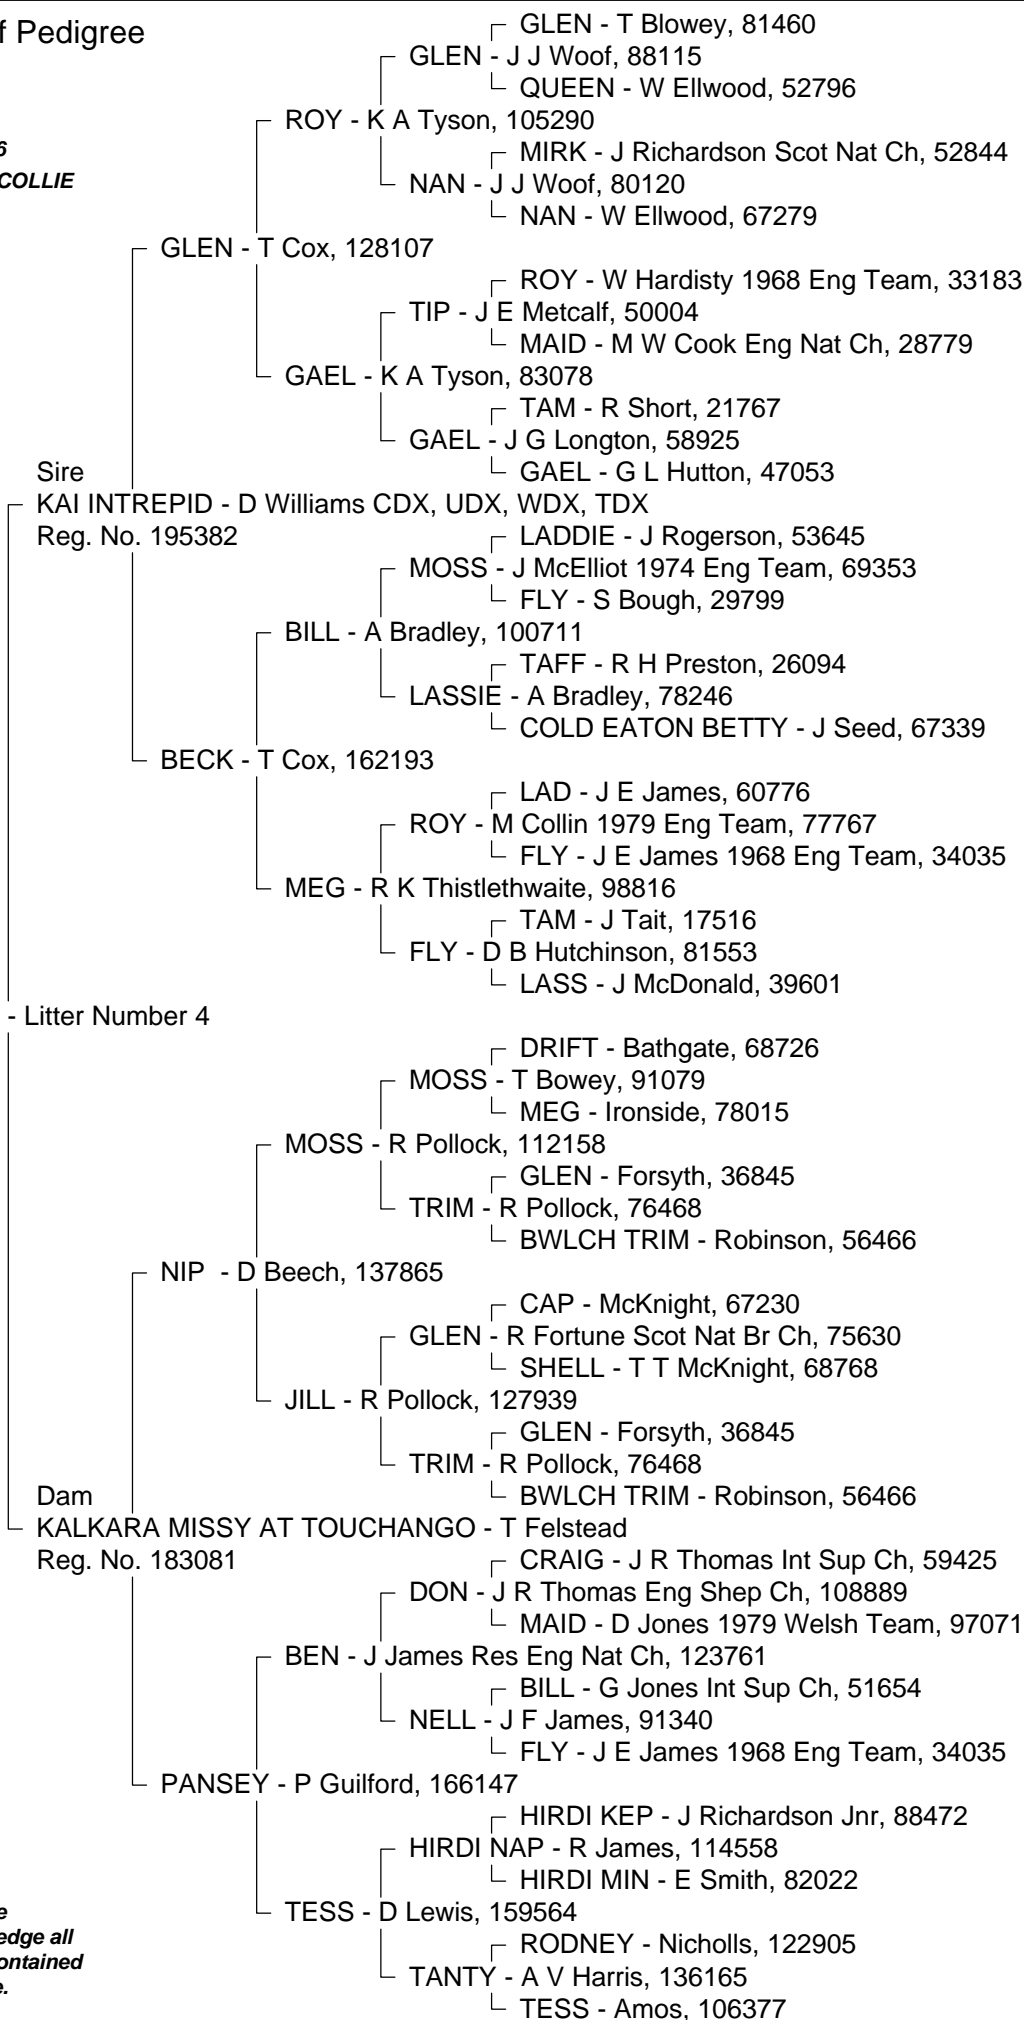 GLEN - T Blowey, 81460
f Pedigree
GLEN - J J Woof, 88115
QUEEN - W Ellwood, 52796
ROY - K A Tyson, 105290
6
MIRK - J Richardson Scot Nat Ch, 52844
COLLIE
NAN - J J Woof, 80120
NAN - W Ellwood, 67279
GLEN - T Cox, 128107
ROY - W Hardisty 1968 Eng Team, 33183
TIP - J E Metcalf, 50004
MAID - M W Cook Eng Nat Ch, 28779
GAEL - K A Tyson, 83078
TAM - R Short, 21767
GAEL - J G Longton, 58925
Sire
GAEL - G L Hutton, 47053
KAI INTREPID - D Williams CDX, UDX, WDX, TDX
Reg. No. 195382
LADDIE - J Rogerson, 53645
MOSS - J McElliot 1974 Eng Team, 69353
FLY - S Bough, 29799
BILL - A Bradley, 100711
TAFF - R H Preston, 26094
LASSIE - A Bradley, 78246
COLD EATON BETTY - J Seed, 67339
BECK - T Cox, 162193
LAD - J E James, 60776
ROY - M Collin 1979 Eng Team, 77767
FLY - J E James 1968 Eng Team, 34035
MEG - R K Thistlethwaite, 98816
TAM - J Tait, 17516
FLY - D B Hutchinson, 81553
LASS - J McDonald, 39601
- Litter Number 4
DRIFT - Bathgate, 68726
MOSS - T Bowey, 91079
MEG - Ironside, 78015
MOSS - R Pollock, 112158
GLEN - Forsyth, 36845
TRIM - R Pollock, 76468
BWLCH TRIM - Robinson, 56466
NIP - D Beech, 137865
CAP - McKnight, 67230
GLEN - R Fortune Scot Nat Br Ch, 75630
SHELL - T T McKnight, 68768
JILL - R Pollock, 127939
GLEN - Forsyth, 36845
TRIM - R Pollock, 76468
Dam
BWLCH TRIM - Robinson, 56466
KALKARA MISSY AT TOUCHANGO - T Felstead
Reg. No. 183081
CRAIG - J R Thomas Int Sup Ch, 59425
DON - J R Thomas Eng Shep Ch, 108889
MAID - D Jones 1979 Welsh Team, 97071
BEN - J James Res Eng Nat Ch, 123761
BILL - G Jones Int Sup Ch, 51654
NELL - J F James, 91340
FLY - J E James 1968 Eng Team, 34035
PANSEY - P Guilford, 166147
HIRDI KEP - J Richardson Jnr, 88472
HIRDI NAP - R James, 114558
HIRDI MIN - E Smith, 82022
TESS - D Lewis, 159564
e
edge all
RODNEY - Nicholls, 122905
ontained
TANTY - A V Harris, 136165
e.
TESS - Amos, 106377